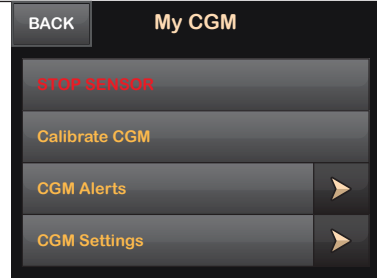 BACK My CGM
STOP SENSOR
Calibrate CGM
CGM Alerts
CGM Settings